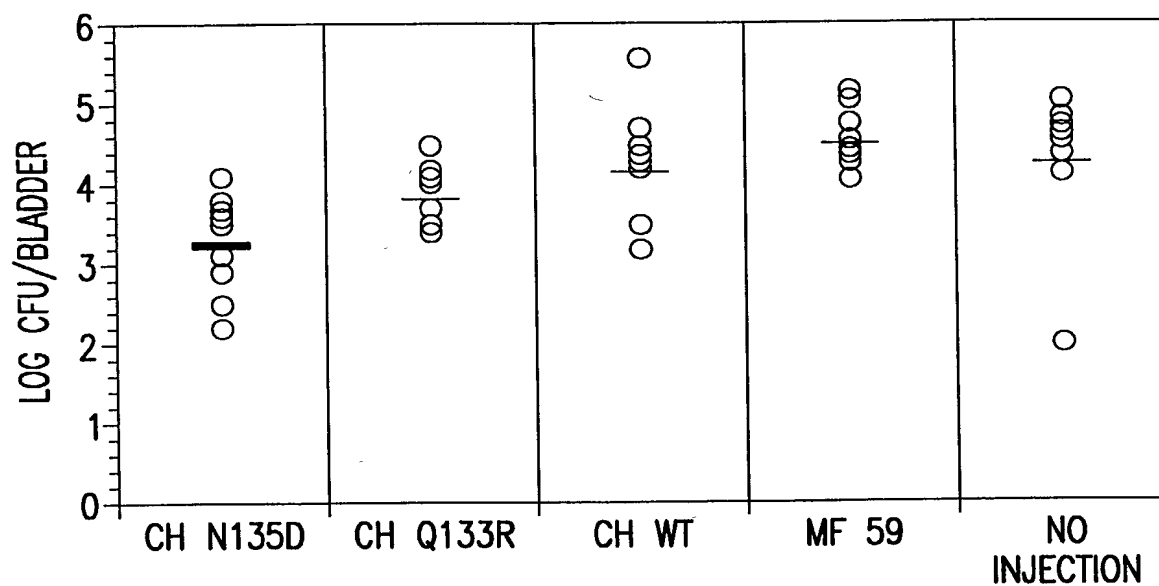 LOG CFU/BLADDER
6
5
4
3
2
1
0
CH N135D
CH Q133R
CH WT
MF 59
NO
INJECTION